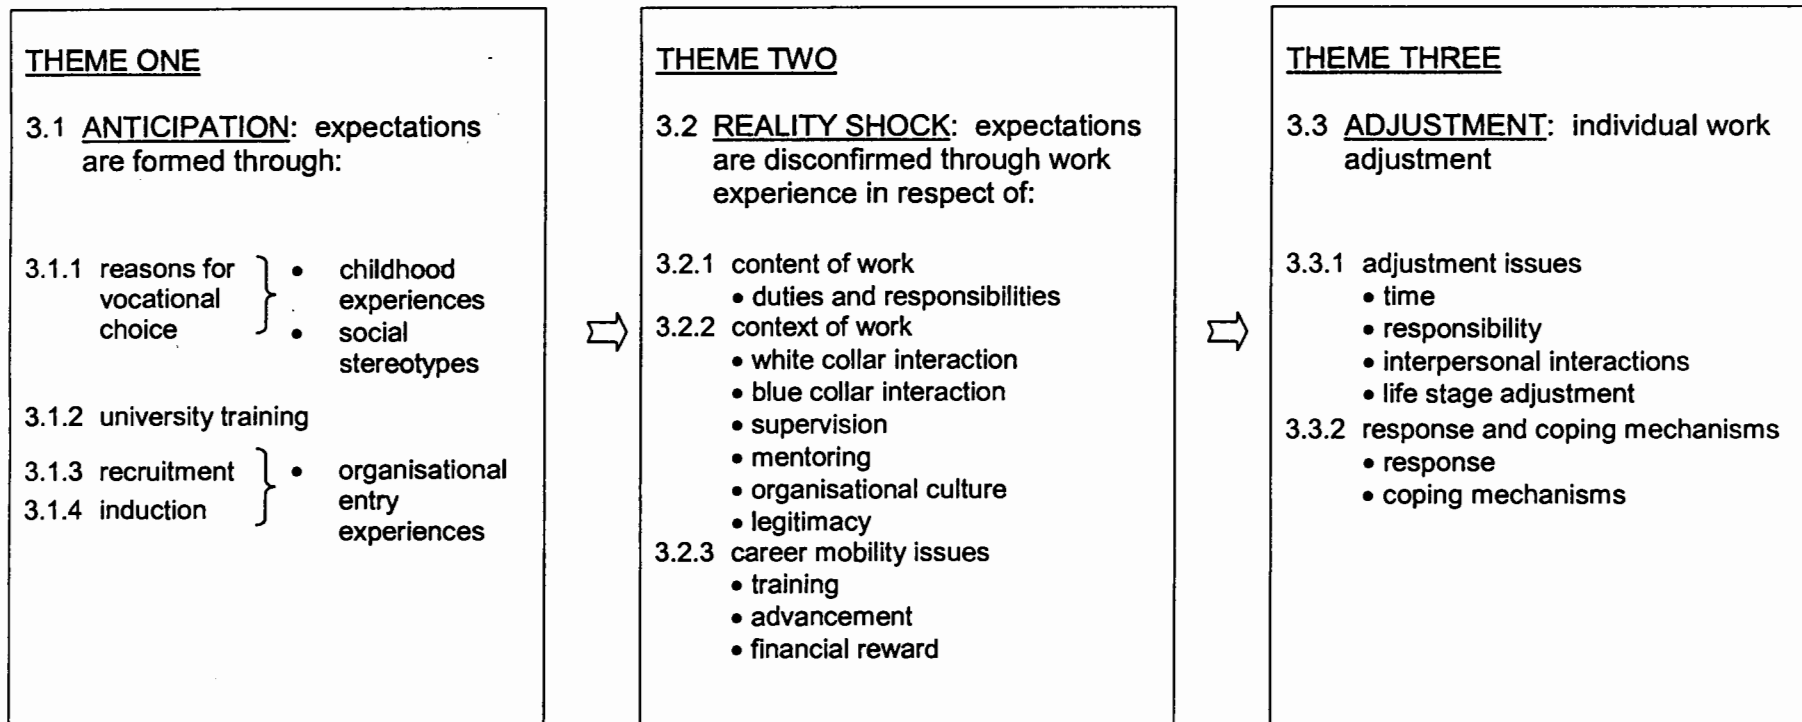 THEME ONE
3.1 ANTICIPATION: expectations
are formed through:
3.1.1 reasons for
vocational
choice
• childhood
experiences
• social
stereotypes
3.1.2 university training
3.1.3 recruitment
3.1.4 induction
• organisational
entry
experiences
THEME TWO
3.2 REALITY SHOCK: expectations
are disconfirmed through work
experience in respect of:
3.2.1 content of work
• duties and responsibilities
3.2.2 context of work
• white collar interaction
• blue collar interaction
• supervision
• mentoring
• organisational culture
• legitimacy
3.2.3 career mobility issues
• training
• advancement
• financial reward
THEME THREE
3.3 ADJUSTMENT: individual work
adjustment
3.3.1 adjustment issues
• time
• responsibility
• interpersonal interactions
• life stage adjustment
3.3.2 response and coping mechanisms
• response
• coping mechanisms